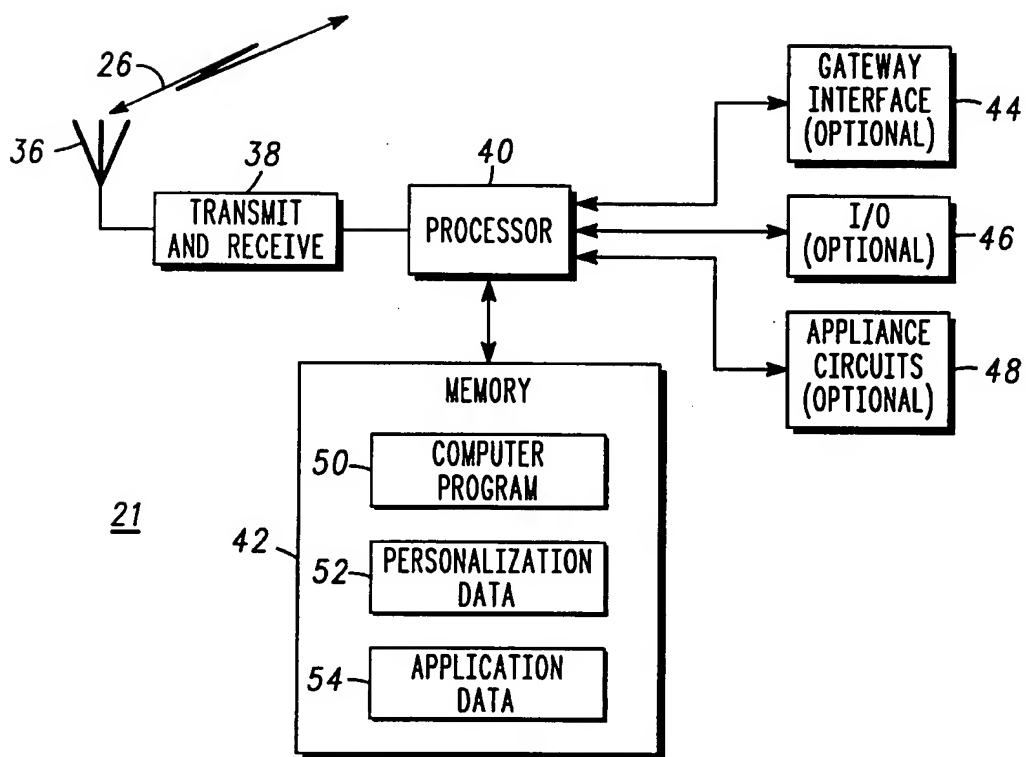 26
36
38
TRANSMIT
AND RECEIVE
40
PROCESSOR
GATEWAY
INTERFACE
(OPTIONAL)
44
I/O
(OPTIONAL)
46
APPLIANCE
CIRCUITS
(OPTIONAL)
48
MEMORY
50
COMPUTER
PROGRAM
21
42
52
PERSONALIZATION
DATA
54
APPLICATION
DATA